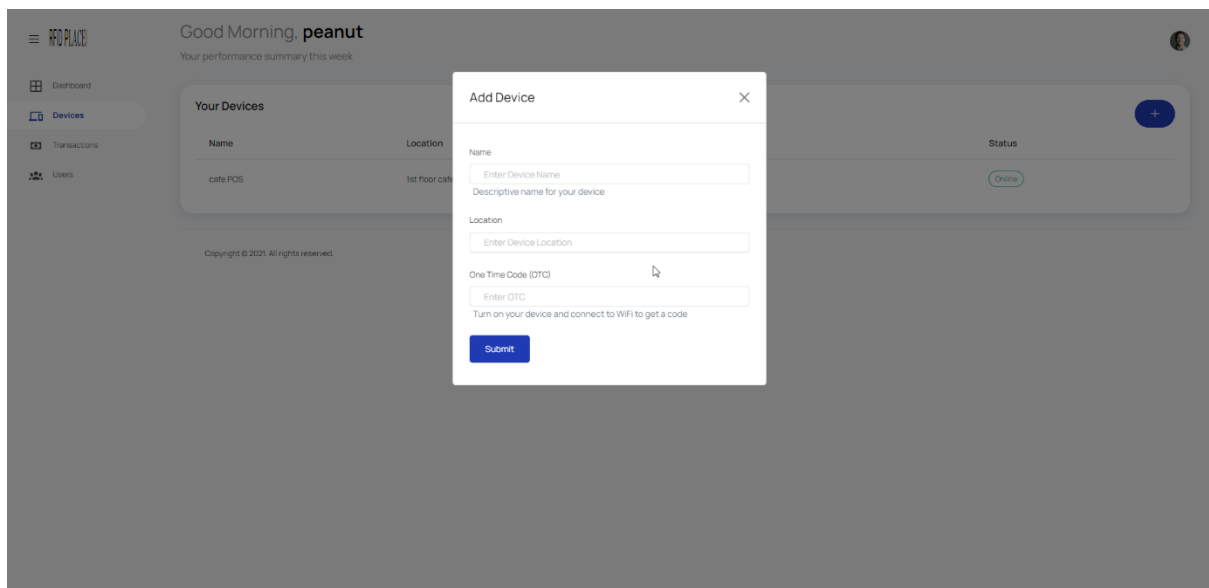 RFID PLACE
Good Morning, peanut
Your performance summary this week
Dashboard
Devices
Transactions
Users
Your Devices
Name
Location
Status
cafe POS
1st floor cafe
Online
+
Copyright © 2021. All rights reserved.
Add Device
Name
Enter Device Name
Descriptive name for your device
Location
Enter Device Location
One Time Code (OTC)
Enter OTC
Turn on your device and connect to WiFi to get a code
Submit